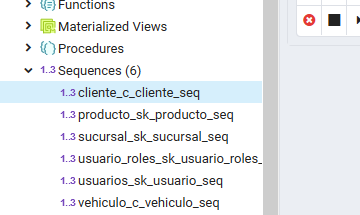 Functions
Materialized Views
Procedures
1.3 Sequences (6)
1.3 cliente_c_cliente_seq
1.3 producto_sk_producto_seq
1.3 sucursal_sk_sucursal_seq
1.3 usuario_roles_sk_usuario_roles_
1.3 usuarios_sk_usuario_seq
1.3 vehiculo_c_vehiculo_seq